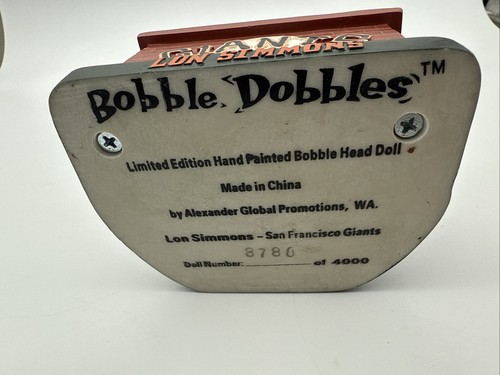 GIANTS
LON SIMMONS
Bobble Dobbles™
Limited Edition Hand Painted Bobble Head Doll
Made in China
by Alexander Global Promotions, WA.
Lon Simmons - San Francisco Giants
8780
Doll Number: ________ of 4000